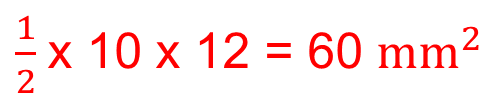 ½ x 10 x 12 = 60 mm²